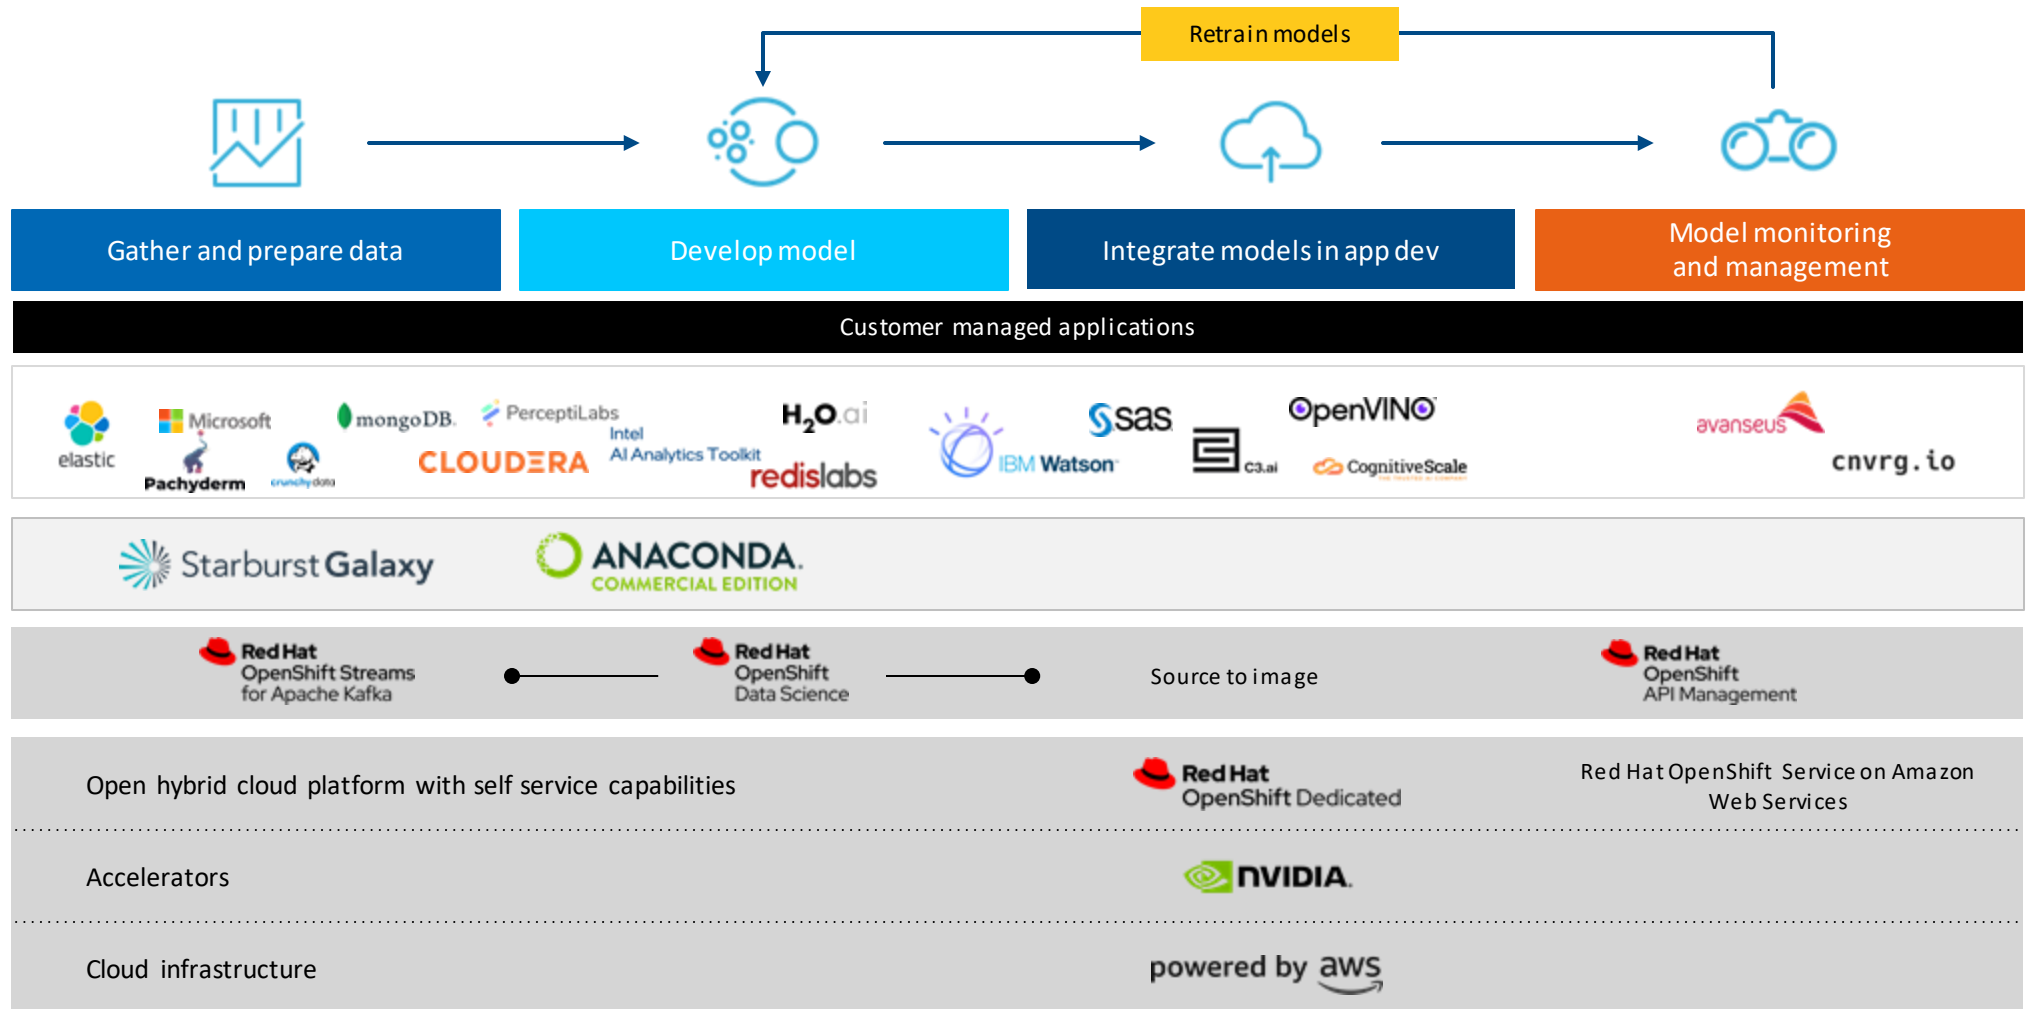 Retrain models
Gather and prepare data
Develop model
Integrate models in app dev
Model monitoring
and management
Customer managed applications
elastic
Microsoft
Pachyderm
mongoDB.
crunchydata
PerceptiLabs
CLOUDERA
Intel
AI Analytics Toolkit
H2O.ai
redislabs
IBM Watson
sas
C3.ai
OpenVINO
CognitiveScale
THE TRUSTED AI COMPANY
avanseus
cnvrg.io
Starburst Galaxy
ANACONDA.
COMMERCIAL EDITION
Red Hat
OpenShift Streams
for Apache Kafka
Red Hat
OpenShift
Data Science
Source to image
Red Hat
OpenShift
API Management
Open hybrid cloud platform with self service capabilities
Red Hat
OpenShift Dedicated
Red Hat OpenShift Service on Amazon
Web Services
Accelerators
NVIDIA.
Cloud infrastructure
powered by aws